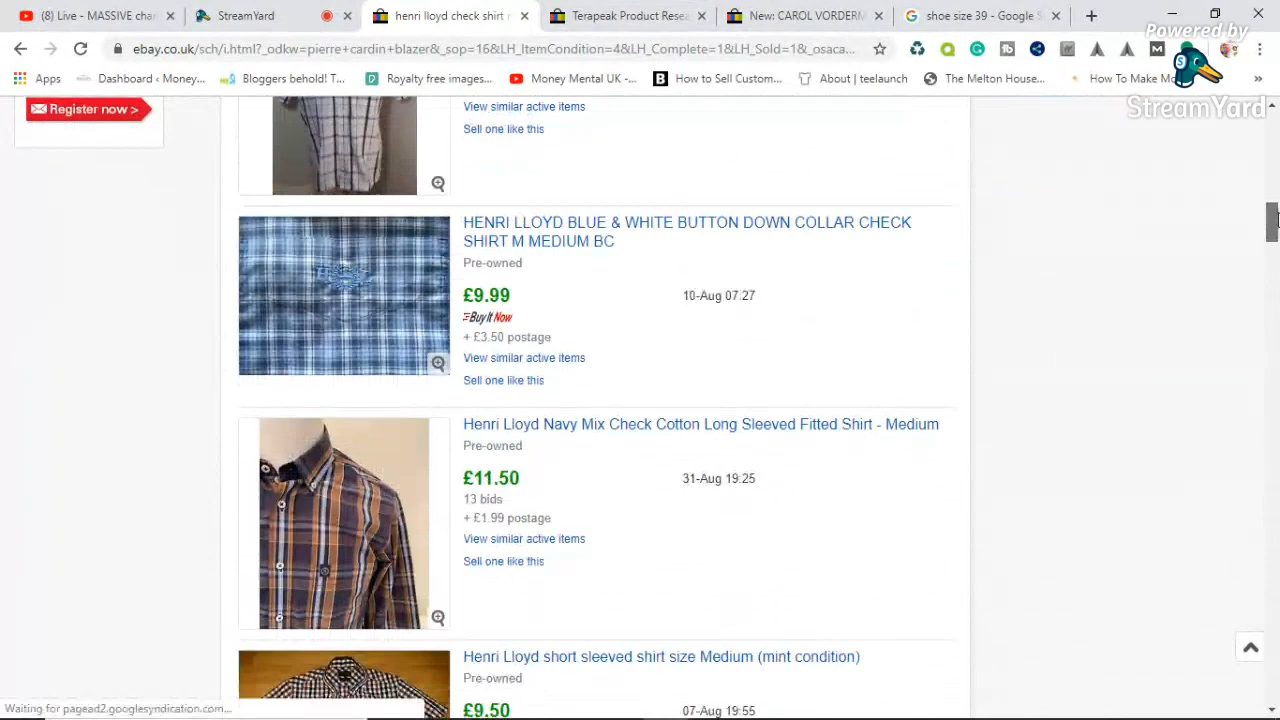 (8) Live - MASSIVE char
StreamYard
henri lloyd check shirt
Terapeak Product Resea
New: CAROL VORDERM
shoe size 39 - Google S
ebay.co.uk/sch/i.html?_odkw=pierre+cardin+blazer&_sop=16&LH_ItemCondition=4&LH_Complete=1&LH_Sold=1&_osaca...
Powered by
StreamYard
Apps
Dashboard ‹ Money...
Bloggers behold! T...
Royalty free images...
Money Mental UK -...
How to Sell Custom...
About | teelaunch
The Melton House...
How To Make Mo
»
Register now >
View similar active items
Sell one like this
HENRI LLOYD BLUE & WHITE BUTTON DOWN COLLAR CHECK
SHIRT M MEDIUM BC
Pre-owned
£9.99
10-Aug 07:27
Buy It Now
+ £3.50 postage
View similar active items
Sell one like this
Henri Lloyd Navy Mix Check Cotton Long Sleeved Fitted Shirt - Medium
Pre-owned
£11.50
31-Aug 19:25
13 bids
+ £1.99 postage
View similar active items
Sell one like this
Henri Lloyd short sleeved shirt size Medium (mint condition)
Pre-owned
£9.50
07-Aug 19:55
Waiting for pagead2.googlesyndication.com...